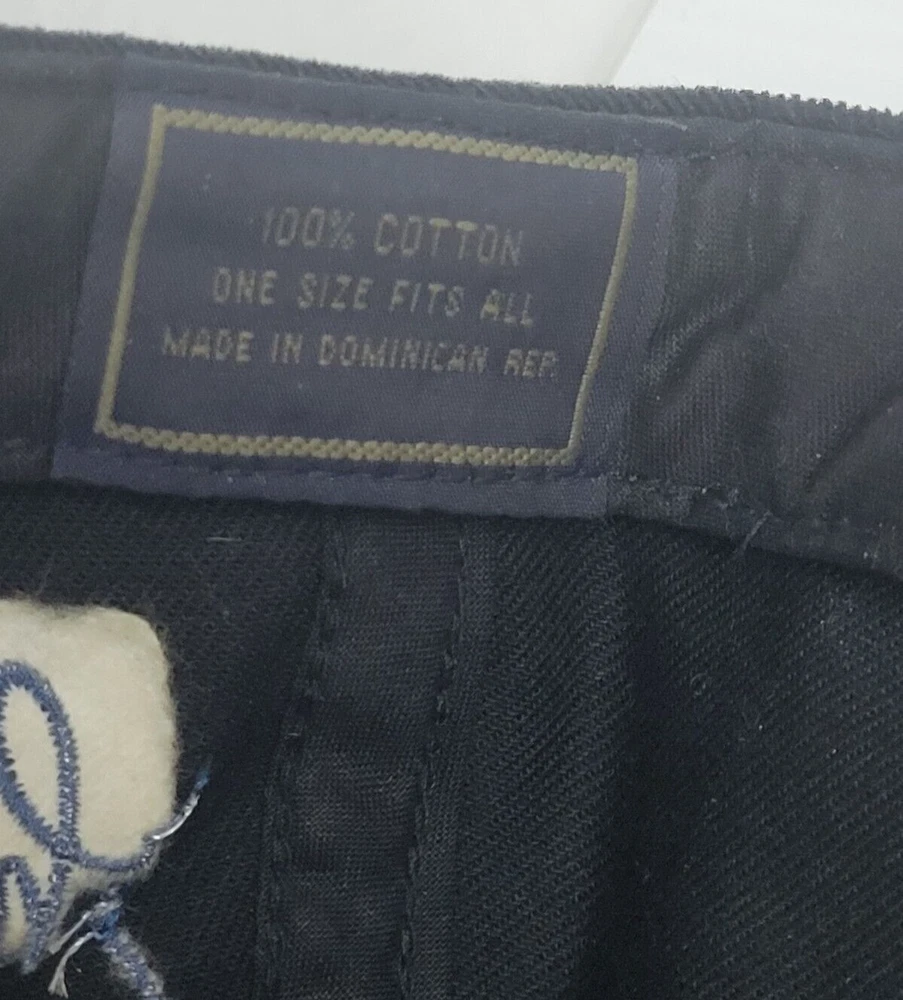 100% COTTON
ONE SIZE FITS ALL
MADE IN DOMINICAN REP.